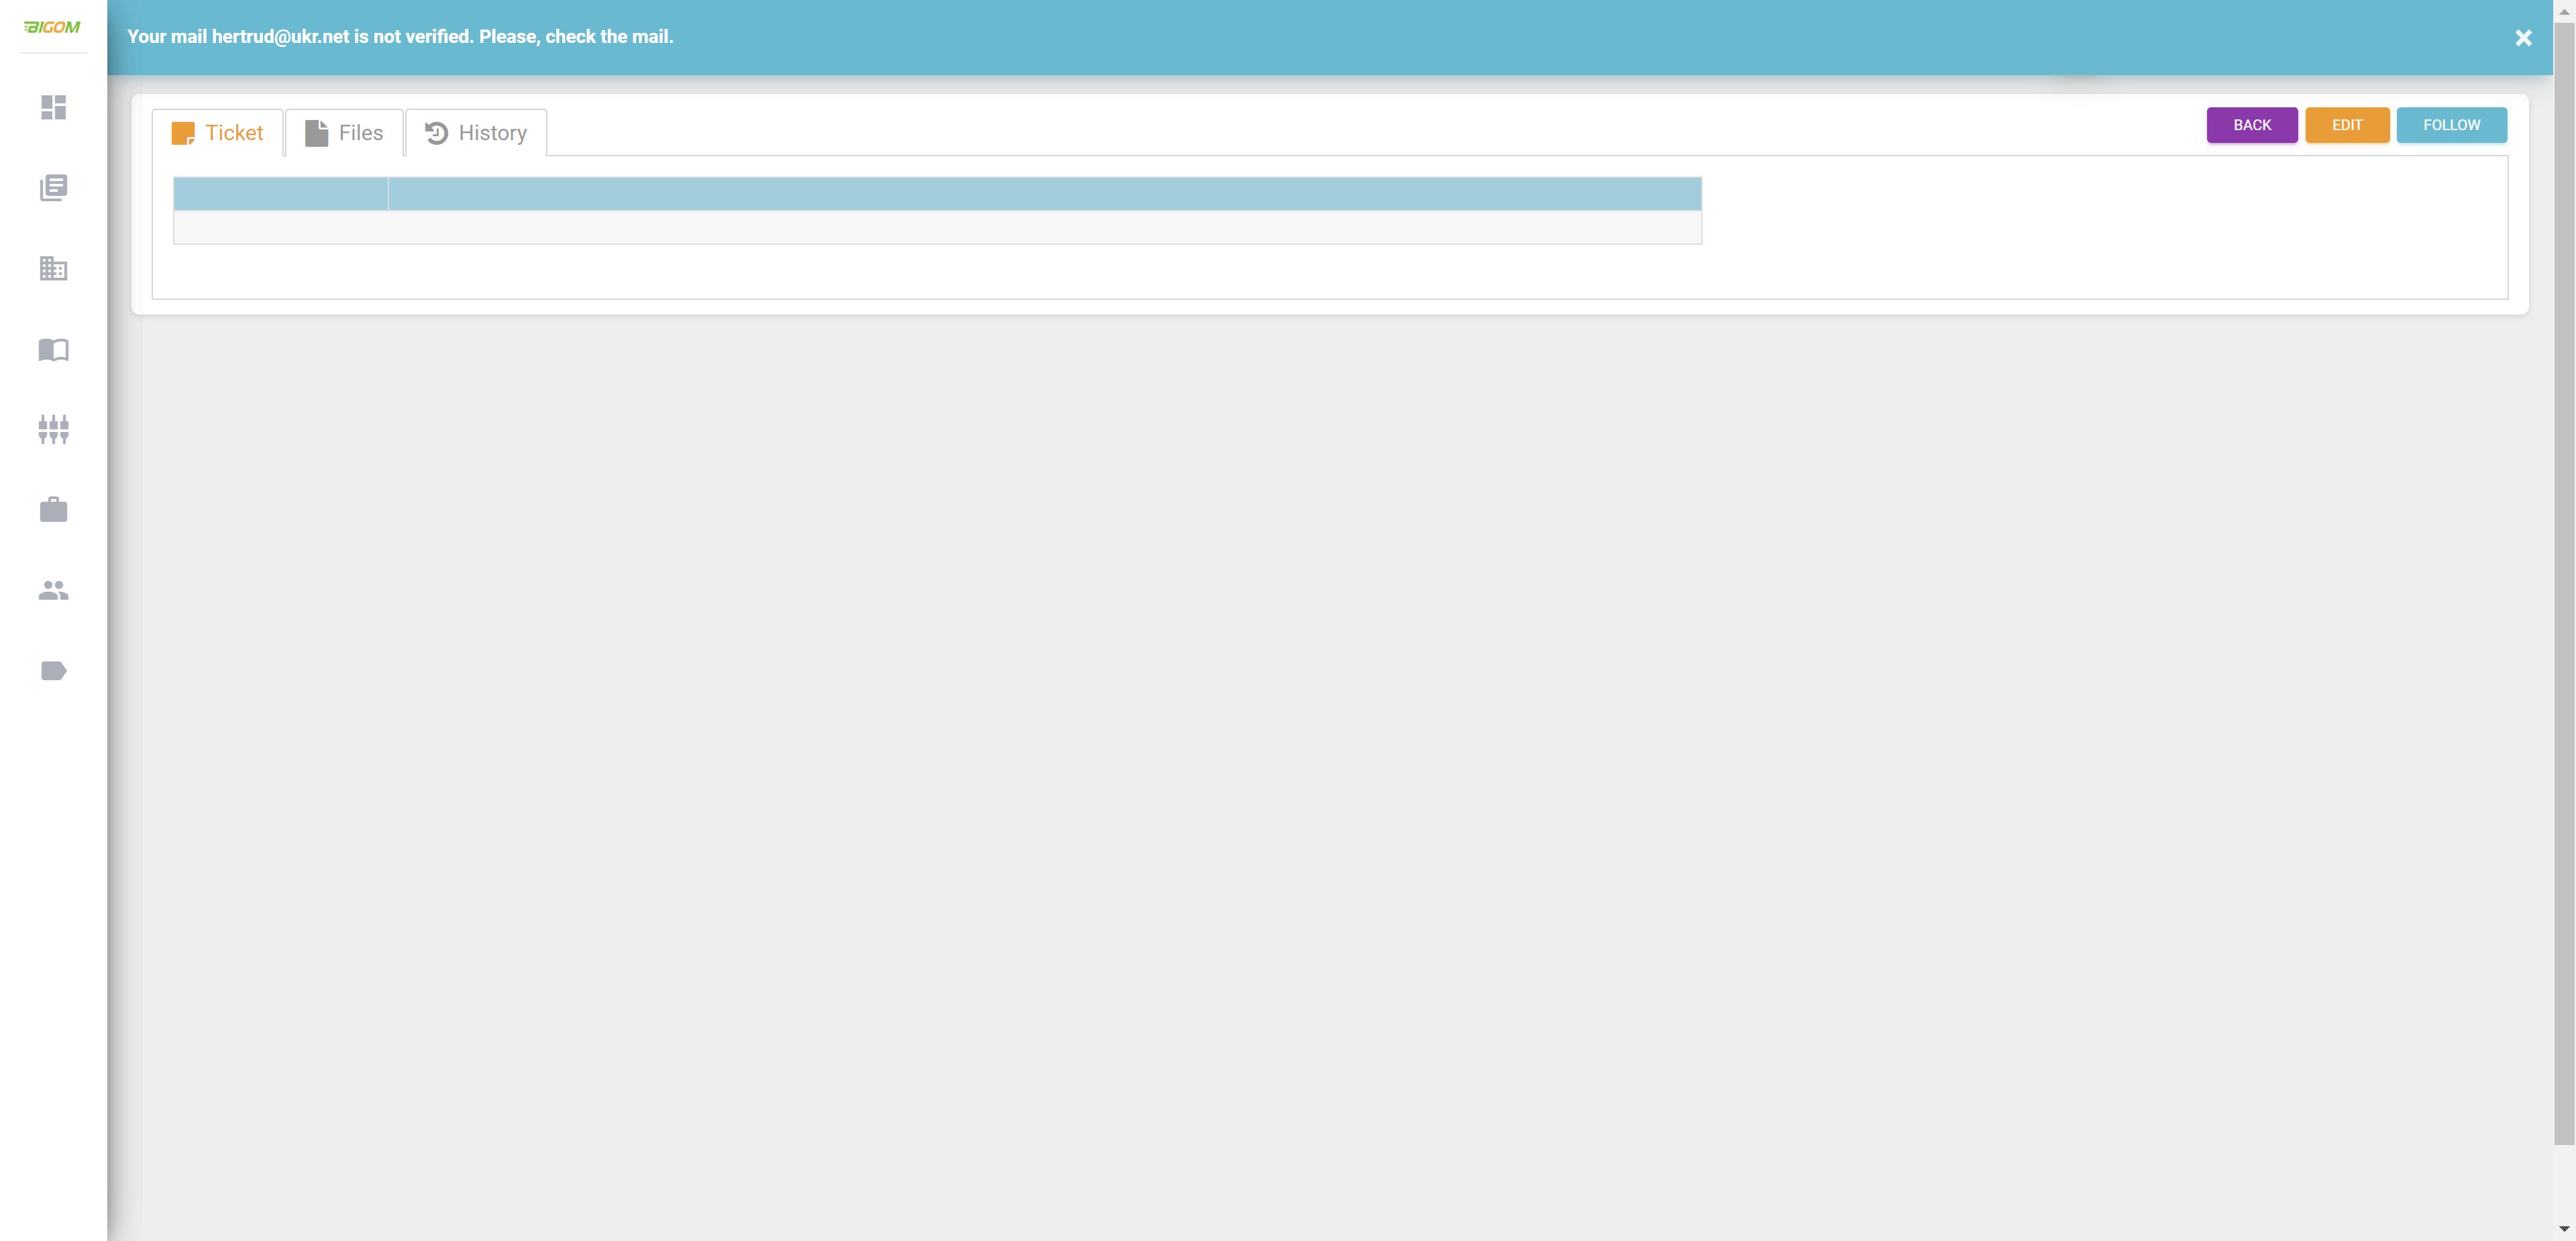 BIGOM
Your mail hertrud@ukr.net is not verified. Please, check the mail.
Ticket
Files
History
BACK
EDIT
FOLLOW